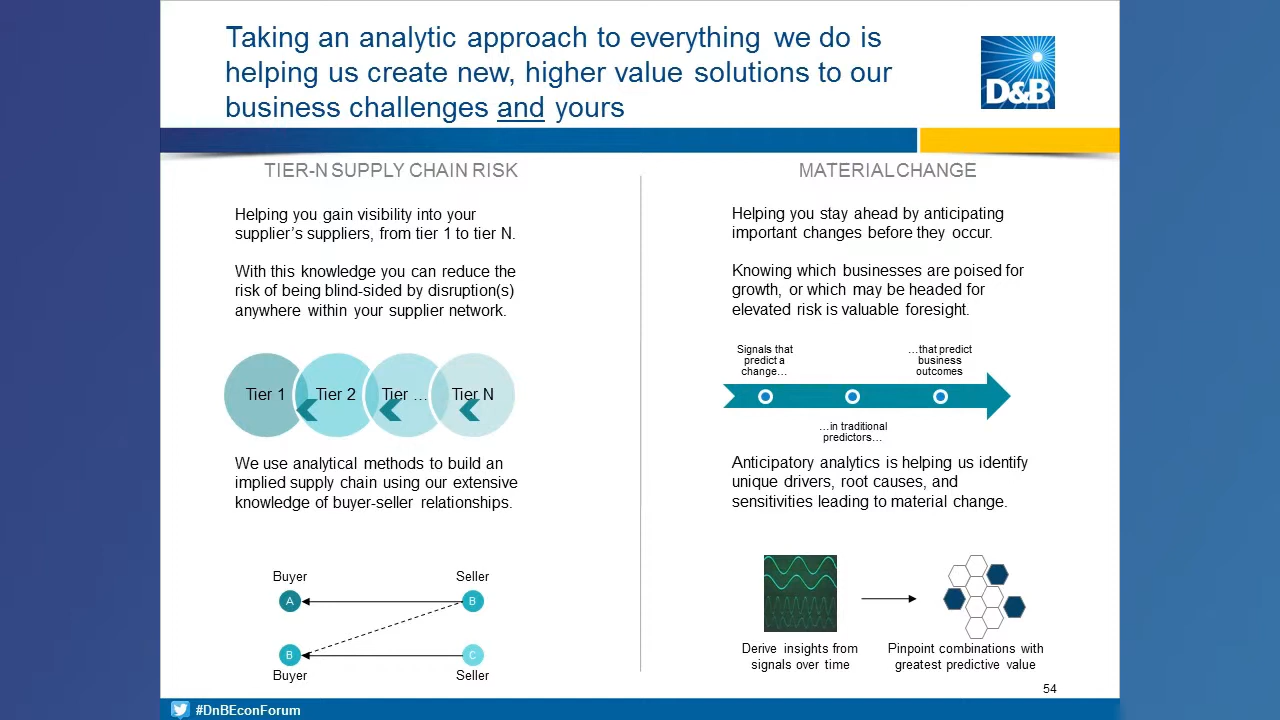 Taking an analytic approach to everything we do is
helping us create new, higher value solutions to our
business challenges and yours
D&B
TIER-N SUPPLY CHAIN RISK
Helping you gain visibility into your
supplier's suppliers, from tier 1 to tier N.
With this knowledge you can reduce the
risk of being blind-sided by disruption(s)
anywhere within your supplier network.
Tier 1
Tier 2
Tier …
Tier N
We use analytical methods to build an
implied supply chain using our extensive
knowledge of buyer-seller relationships.
Buyer
Seller
A
B
B
C
Buyer
Seller
MATERIAL CHANGE
Helping you stay ahead by anticipating
important changes before they occur.
Knowing which businesses are poised for
growth, or which may be headed for
elevated risk is valuable foresight.
Signals that
predict a
change…
…that predict
business
outcomes
…in traditional
predictors…
Anticipatory analytics is helping us identify
unique drivers, root causes, and
sensitivities leading to material change.
Derive insights from
signals over time
Pinpoint combinations with
greatest predictive value
54
#DnBEconForum